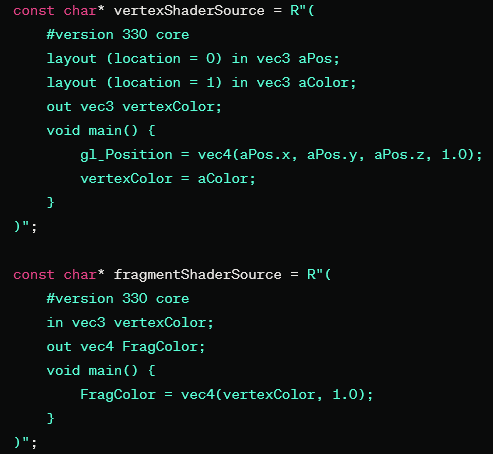 const char* vertexShaderSource = R"(
    #version 330 core
    layout (location = 0) in vec3 aPos;
    layout (location = 1) in vec3 aColor;
    out vec3 vertexColor;
    void main() {
        gl_Position = vec4(aPos.x, aPos.y, aPos.z, 1.0);
        vertexColor = aColor;
    }
)";

const char* fragmentShaderSource = R"(
    #version 330 core
    in vec3 vertexColor;
    out vec4 FragColor;
    void main() {
        FragColor = vec4(vertexColor, 1.0);
    }
)";